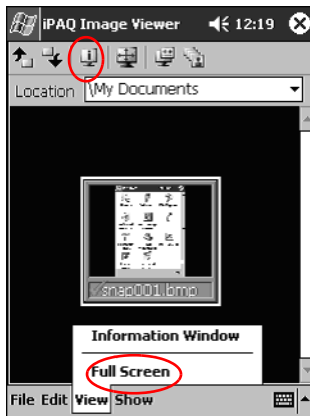 iPAQ Image Viewer 12:19
Location \My Documents
snap001.bmp
Information Window
Full Screen
File Edit View Show